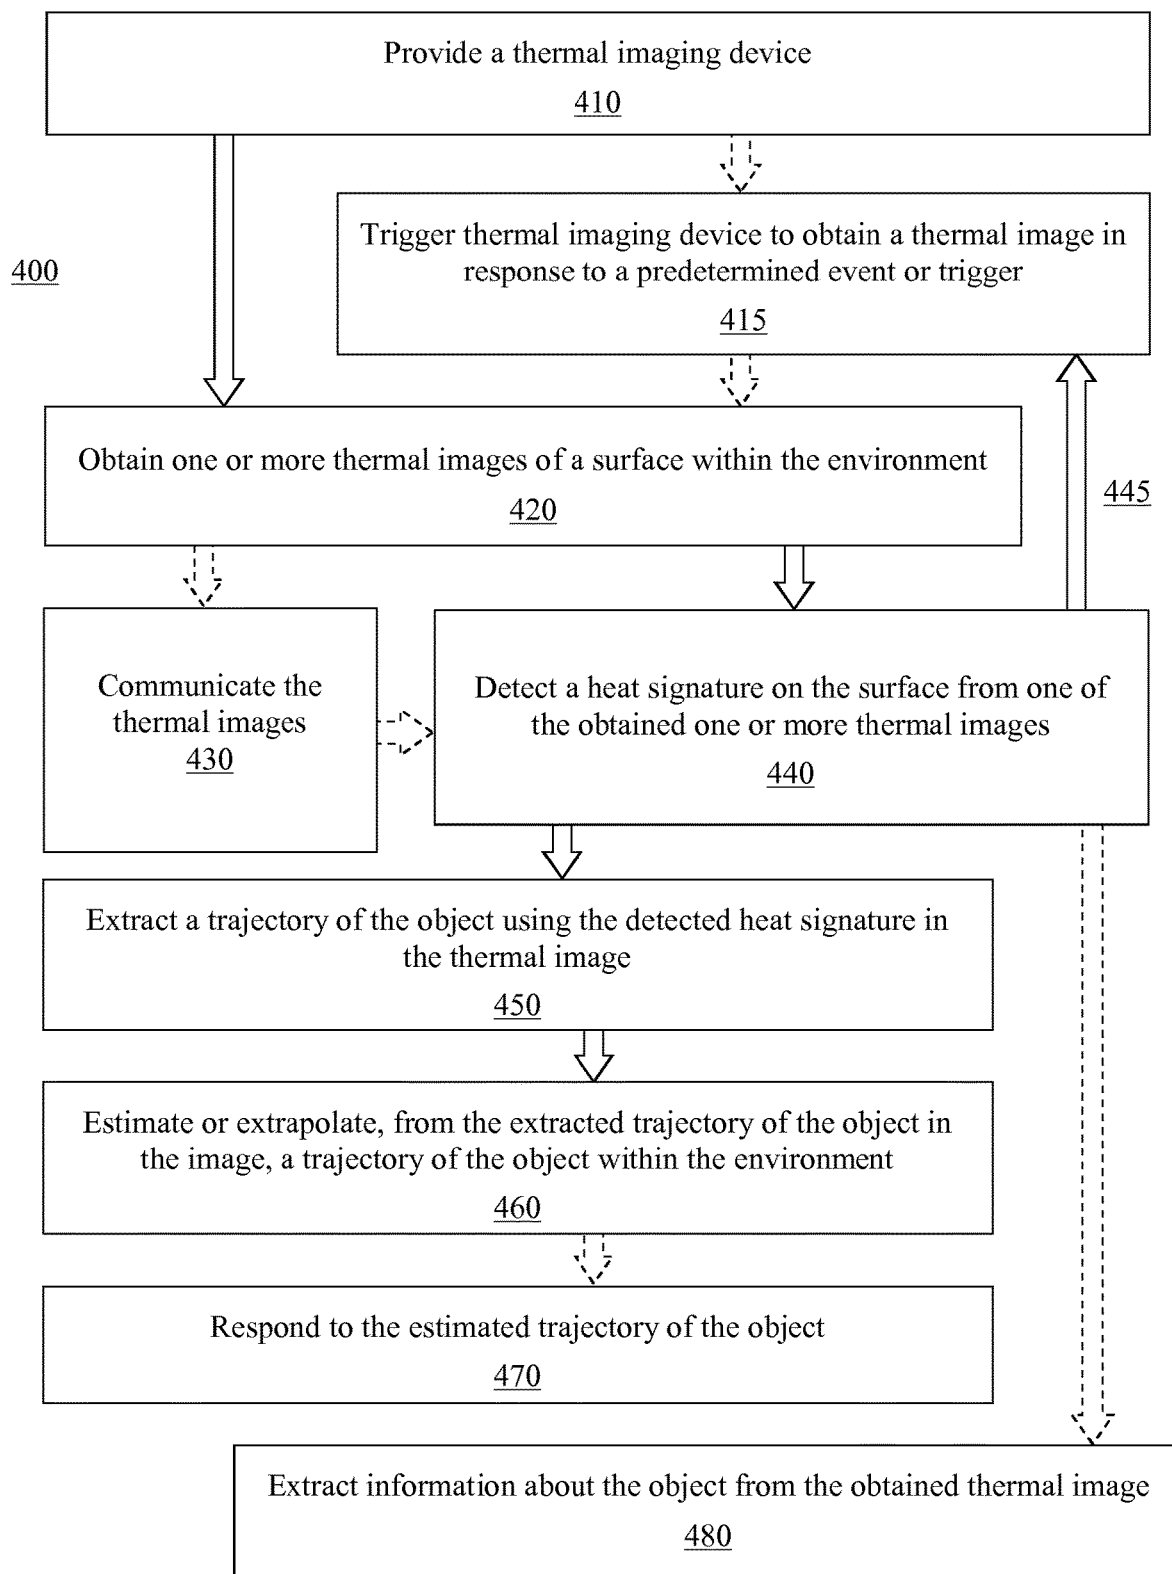 Provide a thermal imaging device
410
Trigger thermal imaging device to obtain a thermal image in
response to a predetermined event or trigger
415
400
Obtain one or more thermal images of a surface within the environment
420
445
Communicate the
thermal images
430
Detect a heat signature on the surface from one of
the obtained one or more thermal images
440
Extract a trajectory of the object using the detected heat signature in
the thermal image
450
Estimate or extrapolate, from the extracted trajectory of the object in
the image, a trajectory of the object within the environment
460
Respond to the estimated trajectory of the object
470
Extract information about the object from the obtained thermal image
480